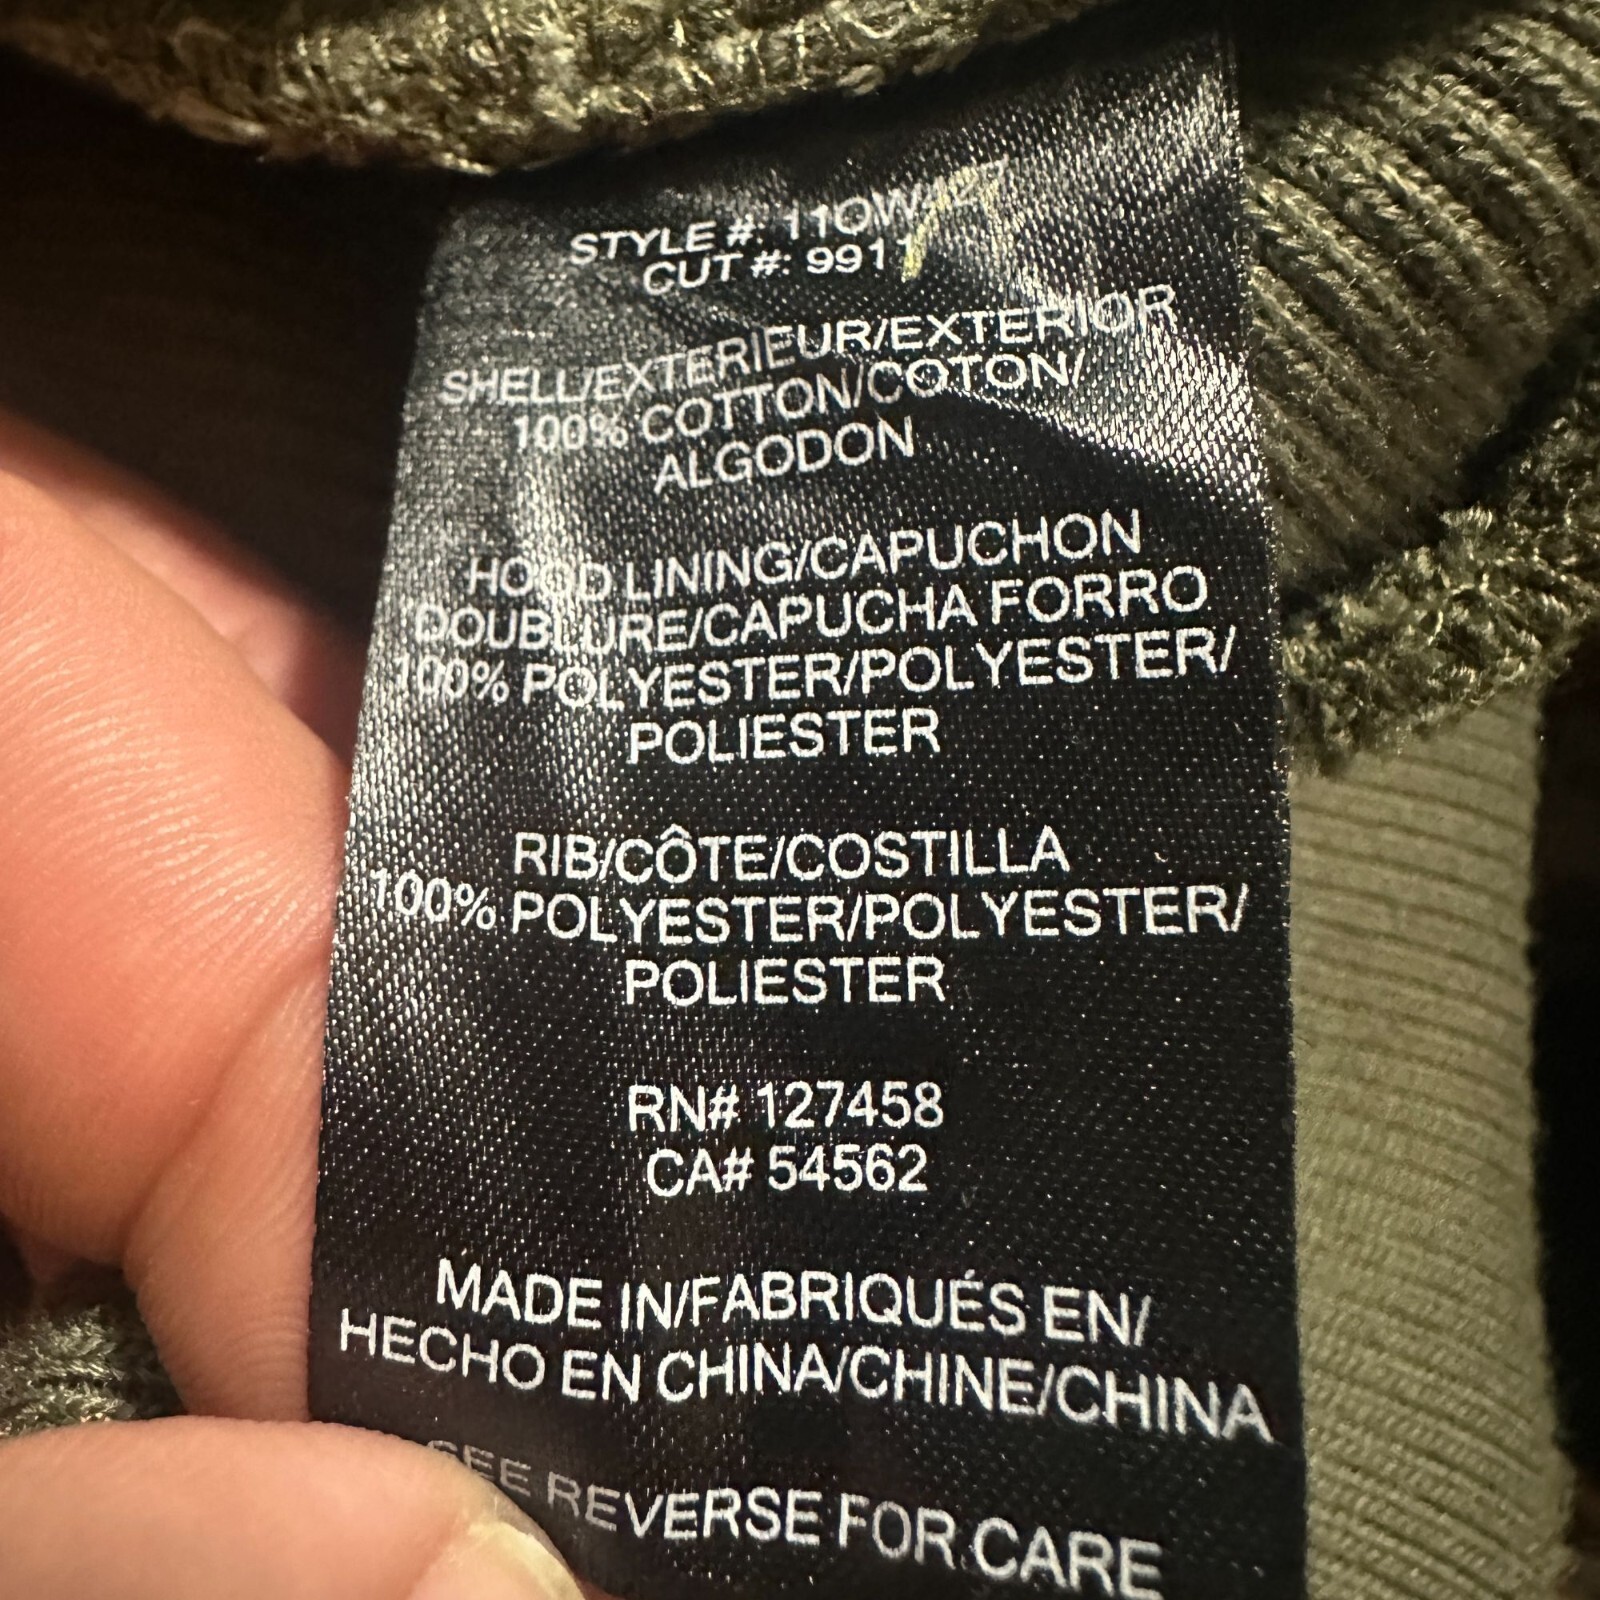 STYLE #: 110W427
CUT #: 9911
SHELL/EXTERIEUR/EXTERIOR
100% COTTON/COTON/
ALGODON
HOOD LINING/CAPUCHON
DOUBLURE/CAPUCHA FORRO
100% POLYESTER/POLYESTER/
POLIESTER
RIB/CÔTE/COSTILLA
100% POLYESTER/POLYESTER/
POLIESTER
RN# 127458
CA# 54562
MADE IN/FABRIQUÉS EN/
HECHO EN CHINA/CHINE/CHINA
SEE REVERSE FOR CARE